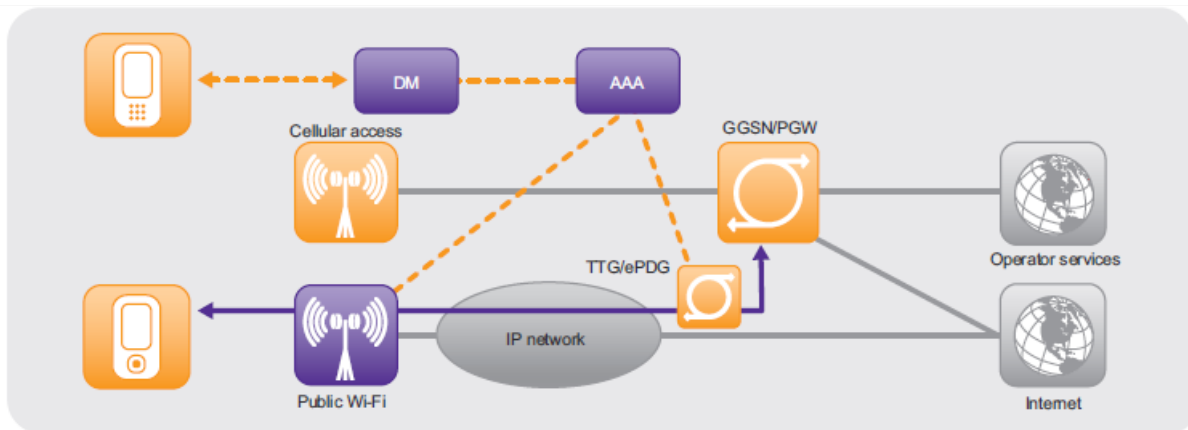 DM
AAA
Cellular access
GGSN/PGW
TTG/ePDG
Operator services
IP network
Public Wi-Fi
Internet